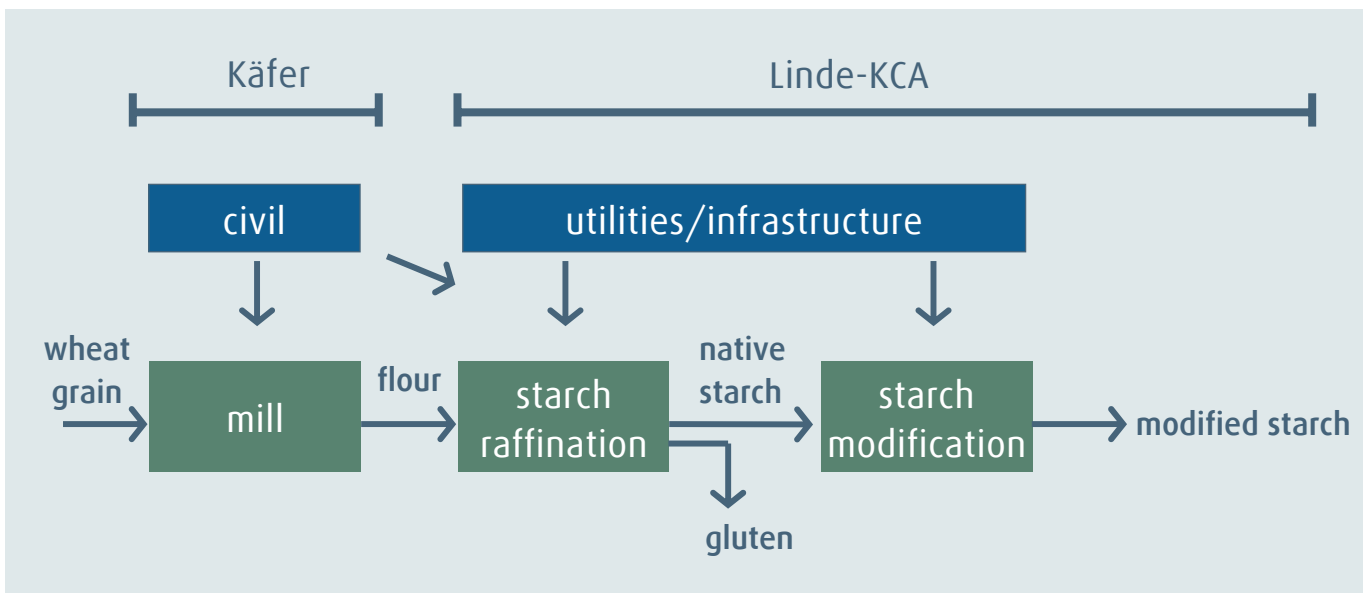 Käfer
Linde-KCA
civil
utilities/infrastructure
wheat
grain
mill
flour
starch
raffination
native
starch
starch
modification
modified starch
gluten